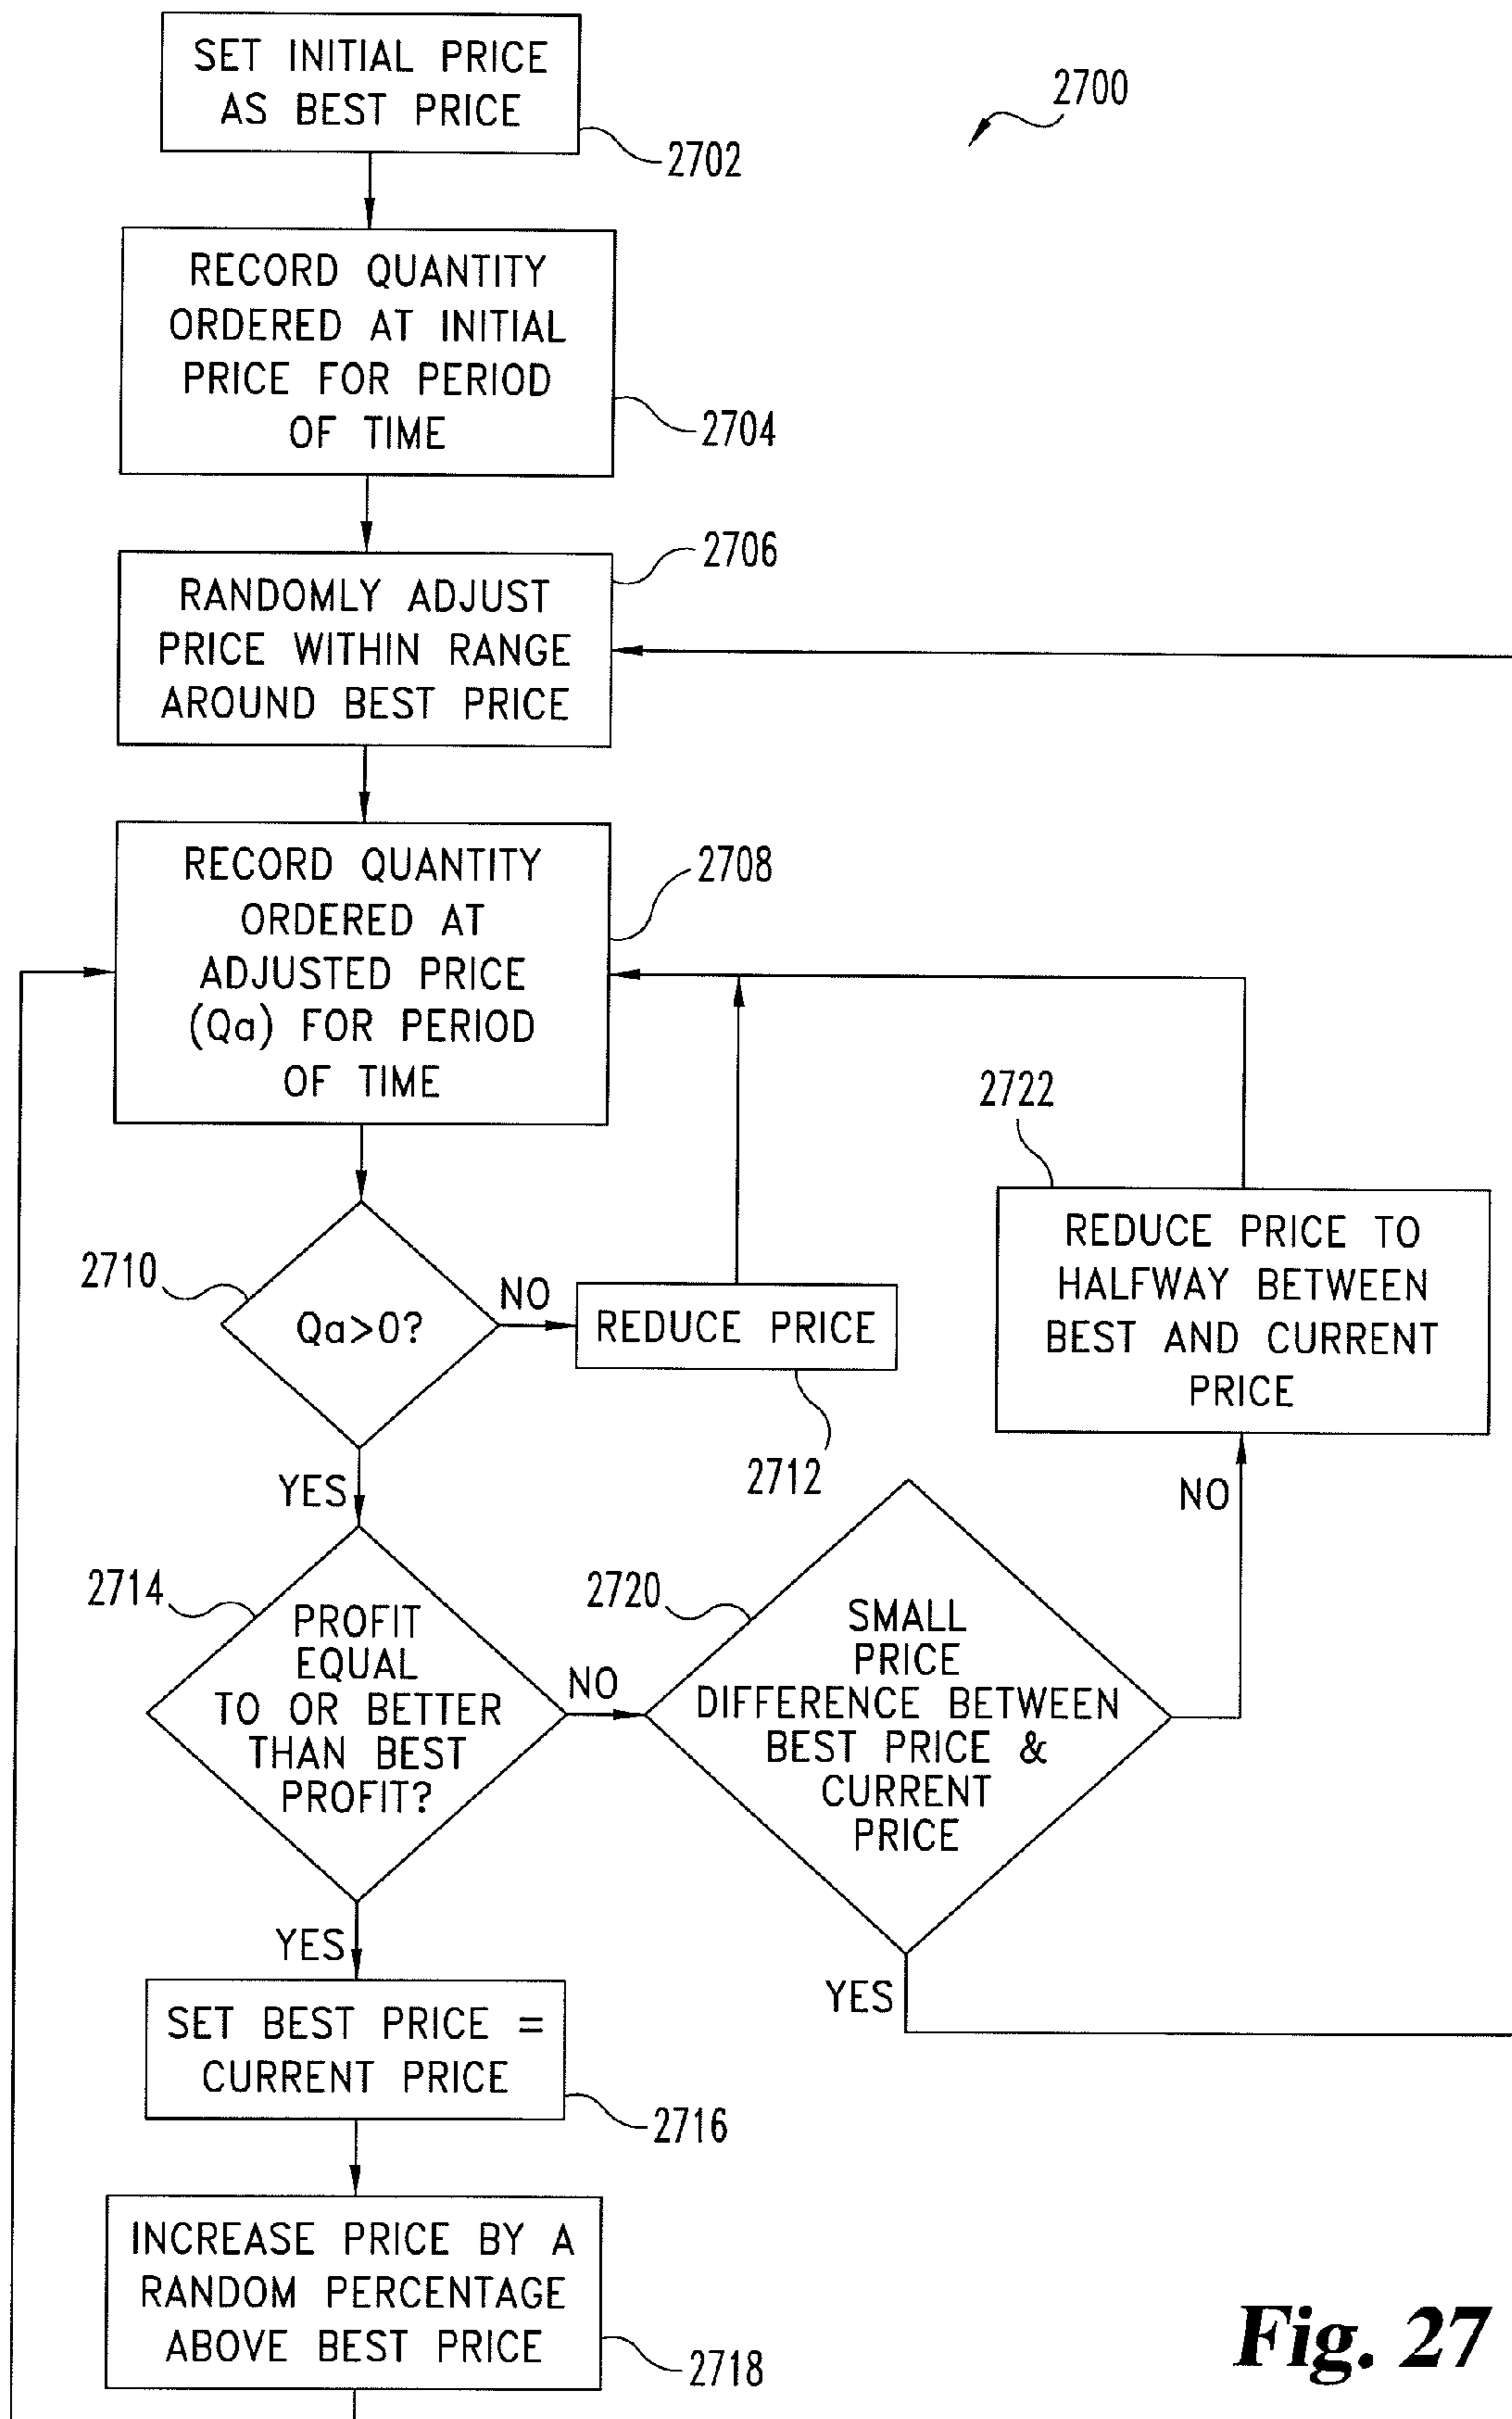 SET INITIAL PRICE
AS BEST PRICE
2700
2702
RECORD QUANTITY
ORDERED AT INITIAL
PRICE FOR PERIOD
OF TIME
2704
2706
RANDOMLY ADJUST
PRICE WITHIN RANGE
AROUND BEST PRICE
RECORD QUANTITY
ORDERED AT
ADJUSTED PRICE
(Qa) FOR PERIOD
OF TIME
2708
2722
REDUCE PRICE TO
HALFWAY BETWEEN
BEST AND CURRENT
PRICE
2710
Qa>0?
NO
REDUCE PRICE
2712
YES
NO
2714
PROFIT
EQUAL
TO OR BETTER
THAN BEST
PROFIT?
NO
2720
SMALL
PRICE
DIFFERENCE BETWEEN
BEST PRICE &
CURRENT
PRICE
YES
YES
SET BEST PRICE =
CURRENT PRICE
2716
INCREASE PRICE BY A
RANDOM PERCENTAGE
ABOVE BEST PRICE
2718
Fig. 27